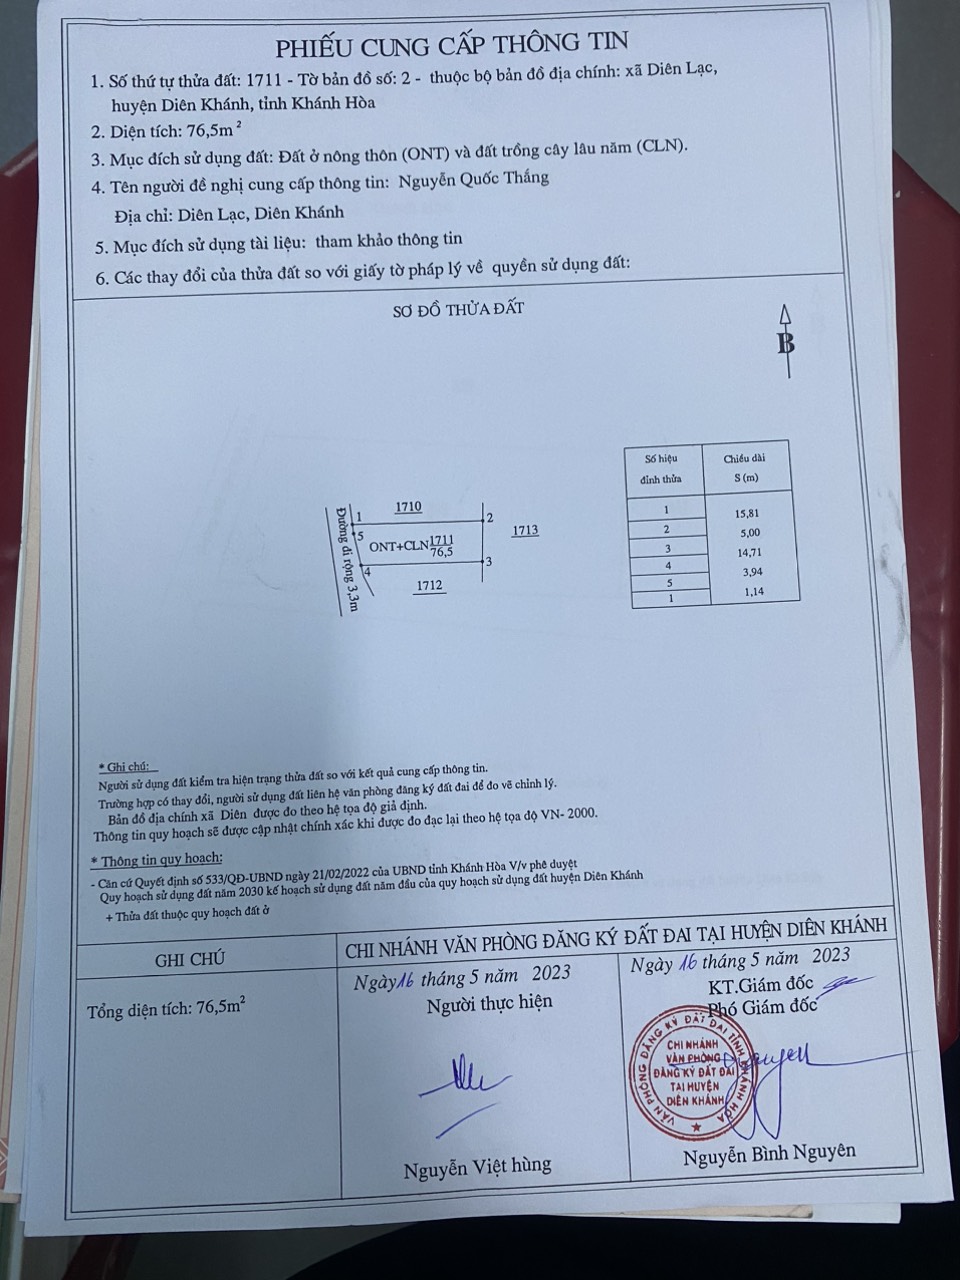 PHIẾU CUNG CẤP THÔNG TIN
1. Số thứ tự thửa đất: 1711 - Tờ bản đồ số: 2 - thuộc bộ bản đồ địa chính: xã Diên Lạc,
huyện Diên Khánh, tỉnh Khánh Hòa
2. Diện tích: 76,5m²
3. Mục đích sử dụng đất: Đất ở nông thôn (ONT) và đất trồng cây lâu năm (CLN).
4. Tên người đề nghị cung cấp thông tin: Nguyễn Quốc Thắng
Địa chỉ: Diên Lạc, Diên Khánh
5. Mục đích sử dụng tài liệu: tham khảo thông tin
6. Các thay đổi của thửa đất so với giấy tờ pháp lý về quyền sử dụng đất:
SƠ ĐỒ THỬA ĐẤT
B
Số hiệu đỉnh thửa
Chiều dài S (m)
1
15,81
2
5,00
3
14,71
4
3,94
5
1,14
1
Đường đi rộng 3,3m
1
1710
2
1713
5
ONT+CLN 1711
76,5
3
4
1712
* Ghi chú:
Người sử dụng đất kiểm tra hiện trạng thửa đất so với kết quả cung cấp thông tin.
Trường hợp có thay đổi, người sử dụng đất liên hệ văn phòng đăng ký đất đai để đo vẽ chỉnh lý.
Bản đồ địa chính xã Diên được đo theo hệ tọa độ giả định.
Thông tin quy hoạch sẽ được cập nhật chính xác khi được đo đạc lại theo hệ tọa độ VN- 2000.
* Thông tin quy hoạch:
- Căn cứ Quyết định số 533/QĐ-UBND ngày 21/02/2022 của UBND tỉnh Khánh Hòa V/v phê duyệt
Quy hoạch sử dụng đất năm 2030 kế hoạch sử dụng đất năm đầu của quy hoạch sử dụng đất huyện Diên Khánh
+ Thửa đất thuộc quy hoạch đất ở
GHI CHÚ
Tổng diện tích: 76,5m²
CHI NHÁNH VĂN PHÒNG ĐĂNG KÝ ĐẤT ĐAI TẠI HUYỆN DIÊN KHÁNH
Ngày 16 tháng 5 năm 2023
Người thực hiện
Nguyễn Việt hùng
Ngày 16 tháng 5 năm 2023
KT.Giám đốc
Phó Giám đốc
VĂN PHÒNG ĐĂNG KÝ ĐẤT ĐAI TỈNH KHÁNH HÒA
CHI NHÁNH
VĂN PHÒNG
ĐĂNG KÝ ĐẤT ĐAI
TẠI HUYỆN
DIÊN KHÁNH
Nguyễn Bình Nguyên